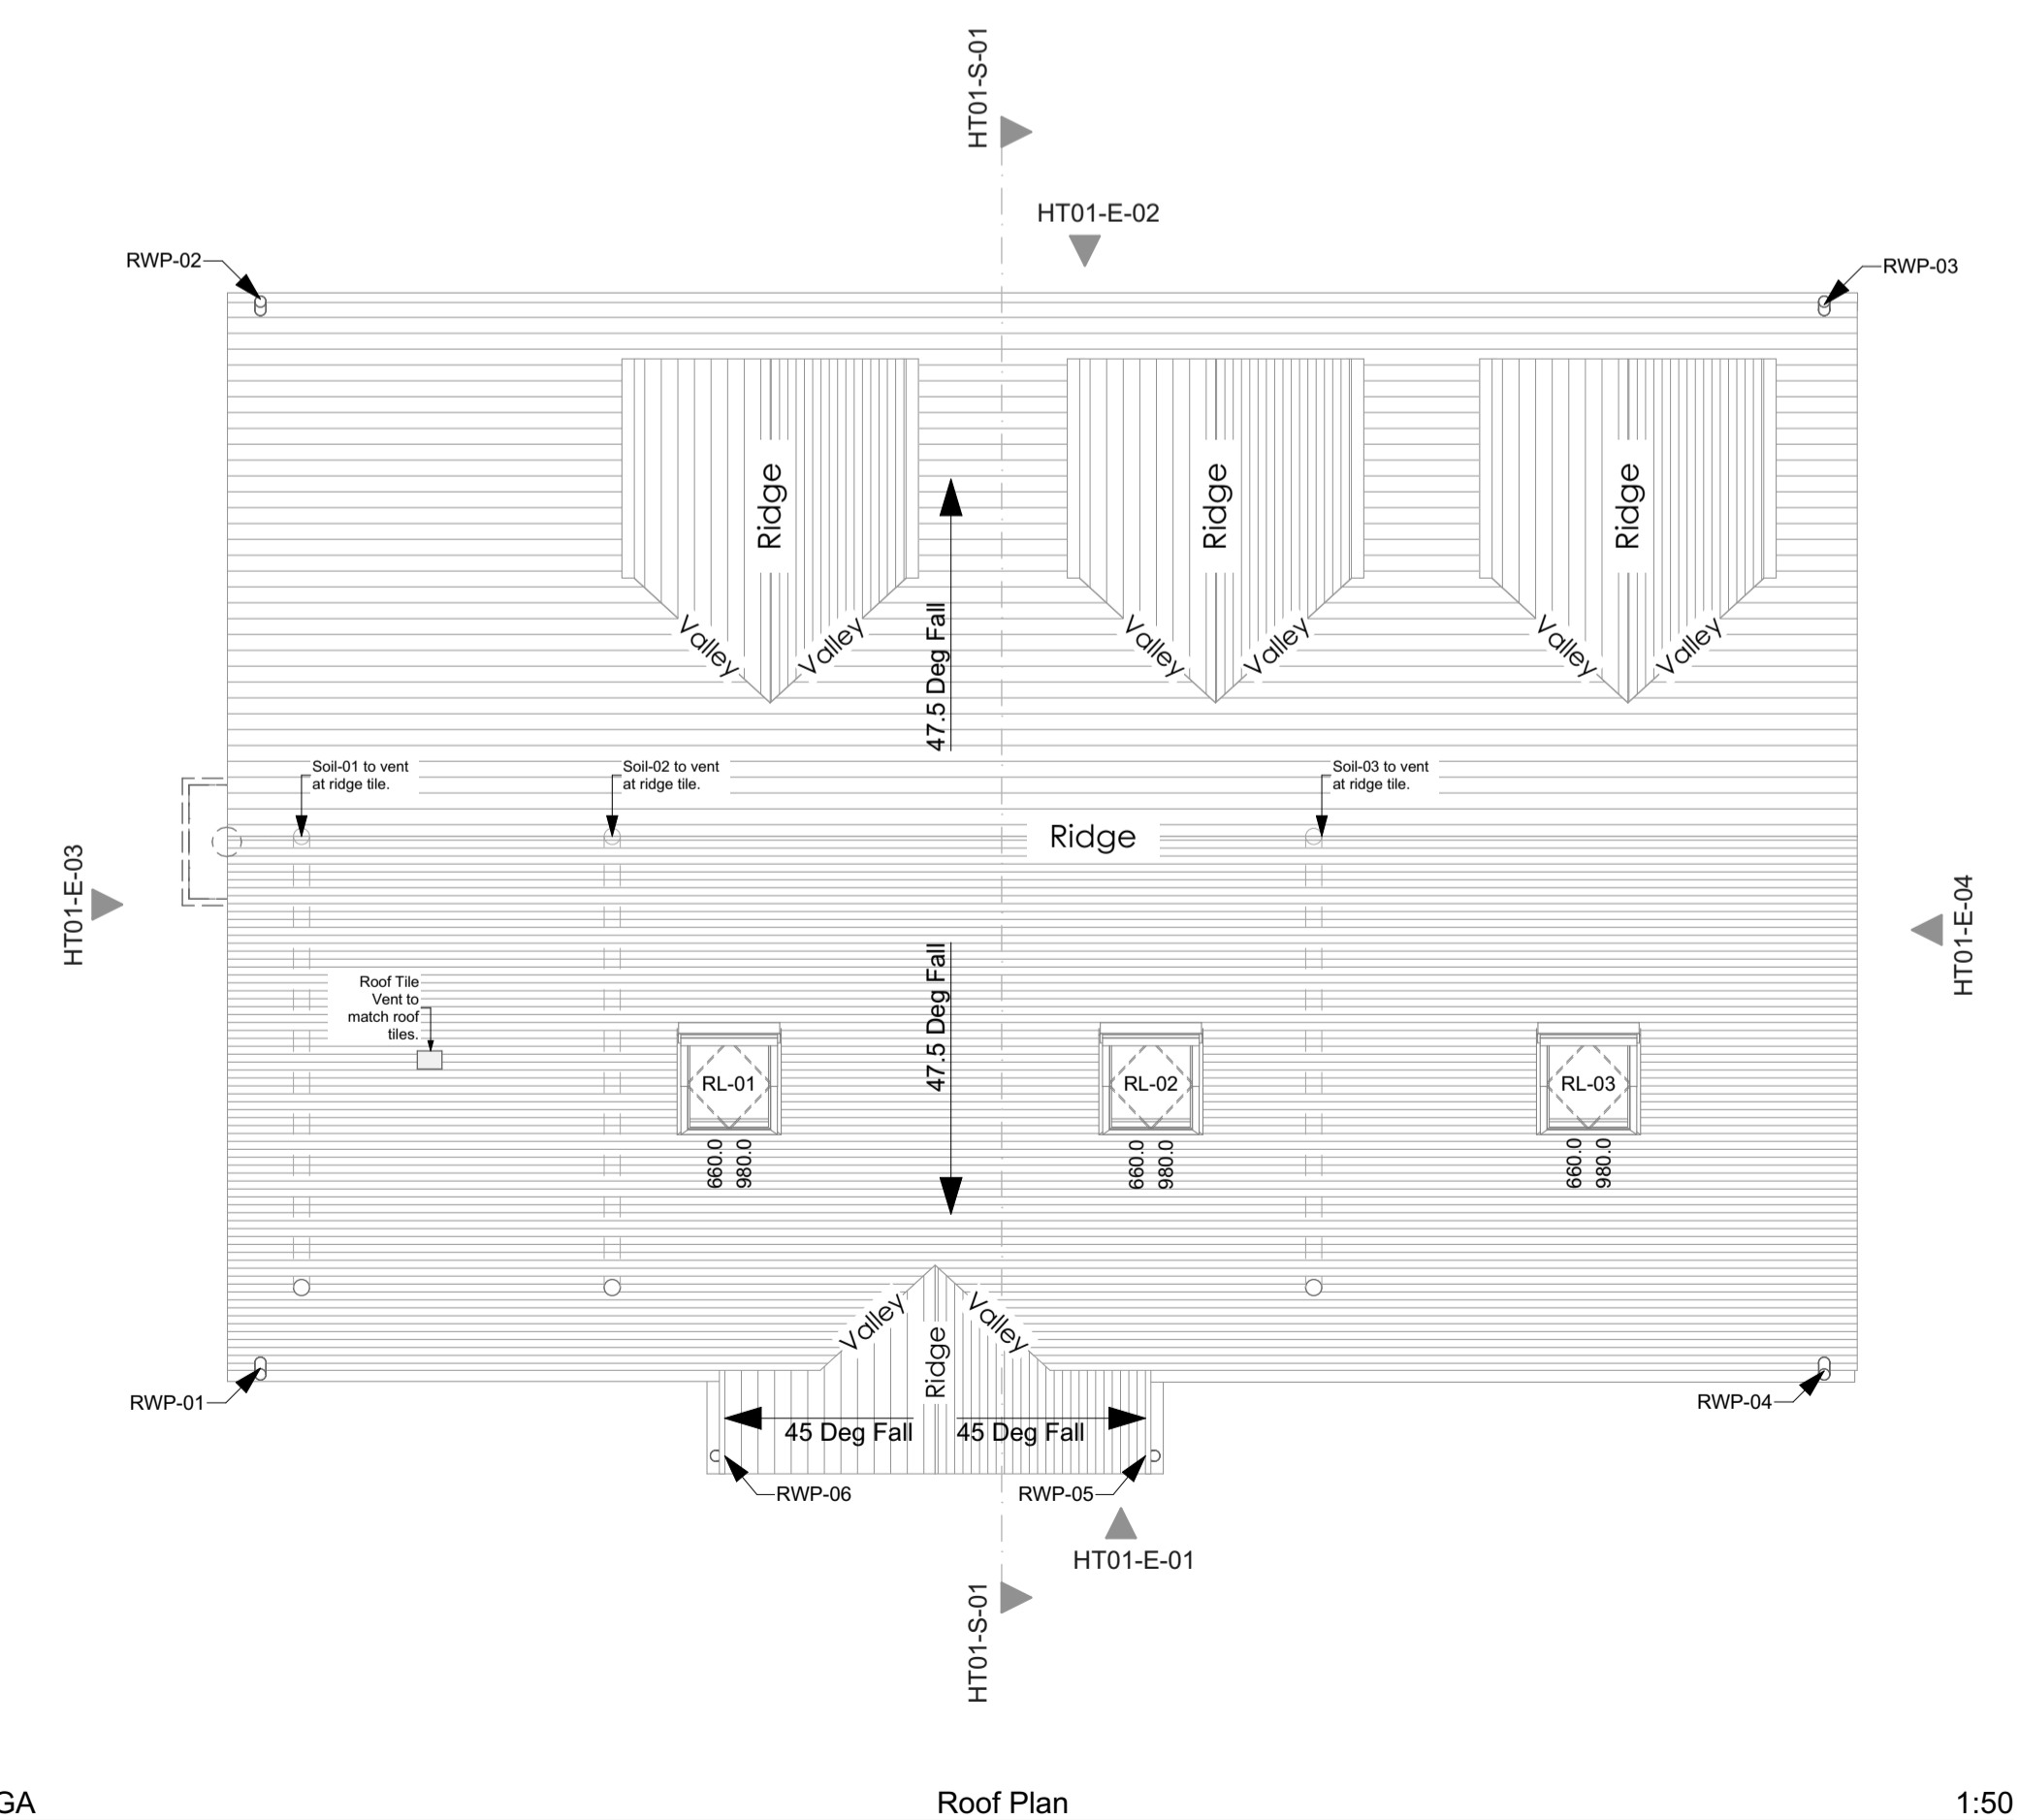 HT01-S-01
HT01-E-02
RWP-02
RWP-03
Ridge
Ridge
Ridge
Valley
Valley
Valley
Valley
Valley
Valley
47.5 Deg Fall
Soil-01 to vent
at ridge tile.
Soil-02 to vent
at ridge tile.
Soil-03 to vent
at ridge tile.
Ridge
HT01-E-03
HT01-E-04
47.5 Deg Fall
Roof Tile
Vent to
match roof
tiles.
RL-01
RL-02
RL-03
660.0
980.0
660.0
980.0
660.0
980.0
Valley
Valley
Ridge
RWP-01
RWP-04
45 Deg Fall
45 Deg Fall
RWP-06
RWP-05
HT01-E-01
HT01-S-01
GA
Roof Plan
1:50